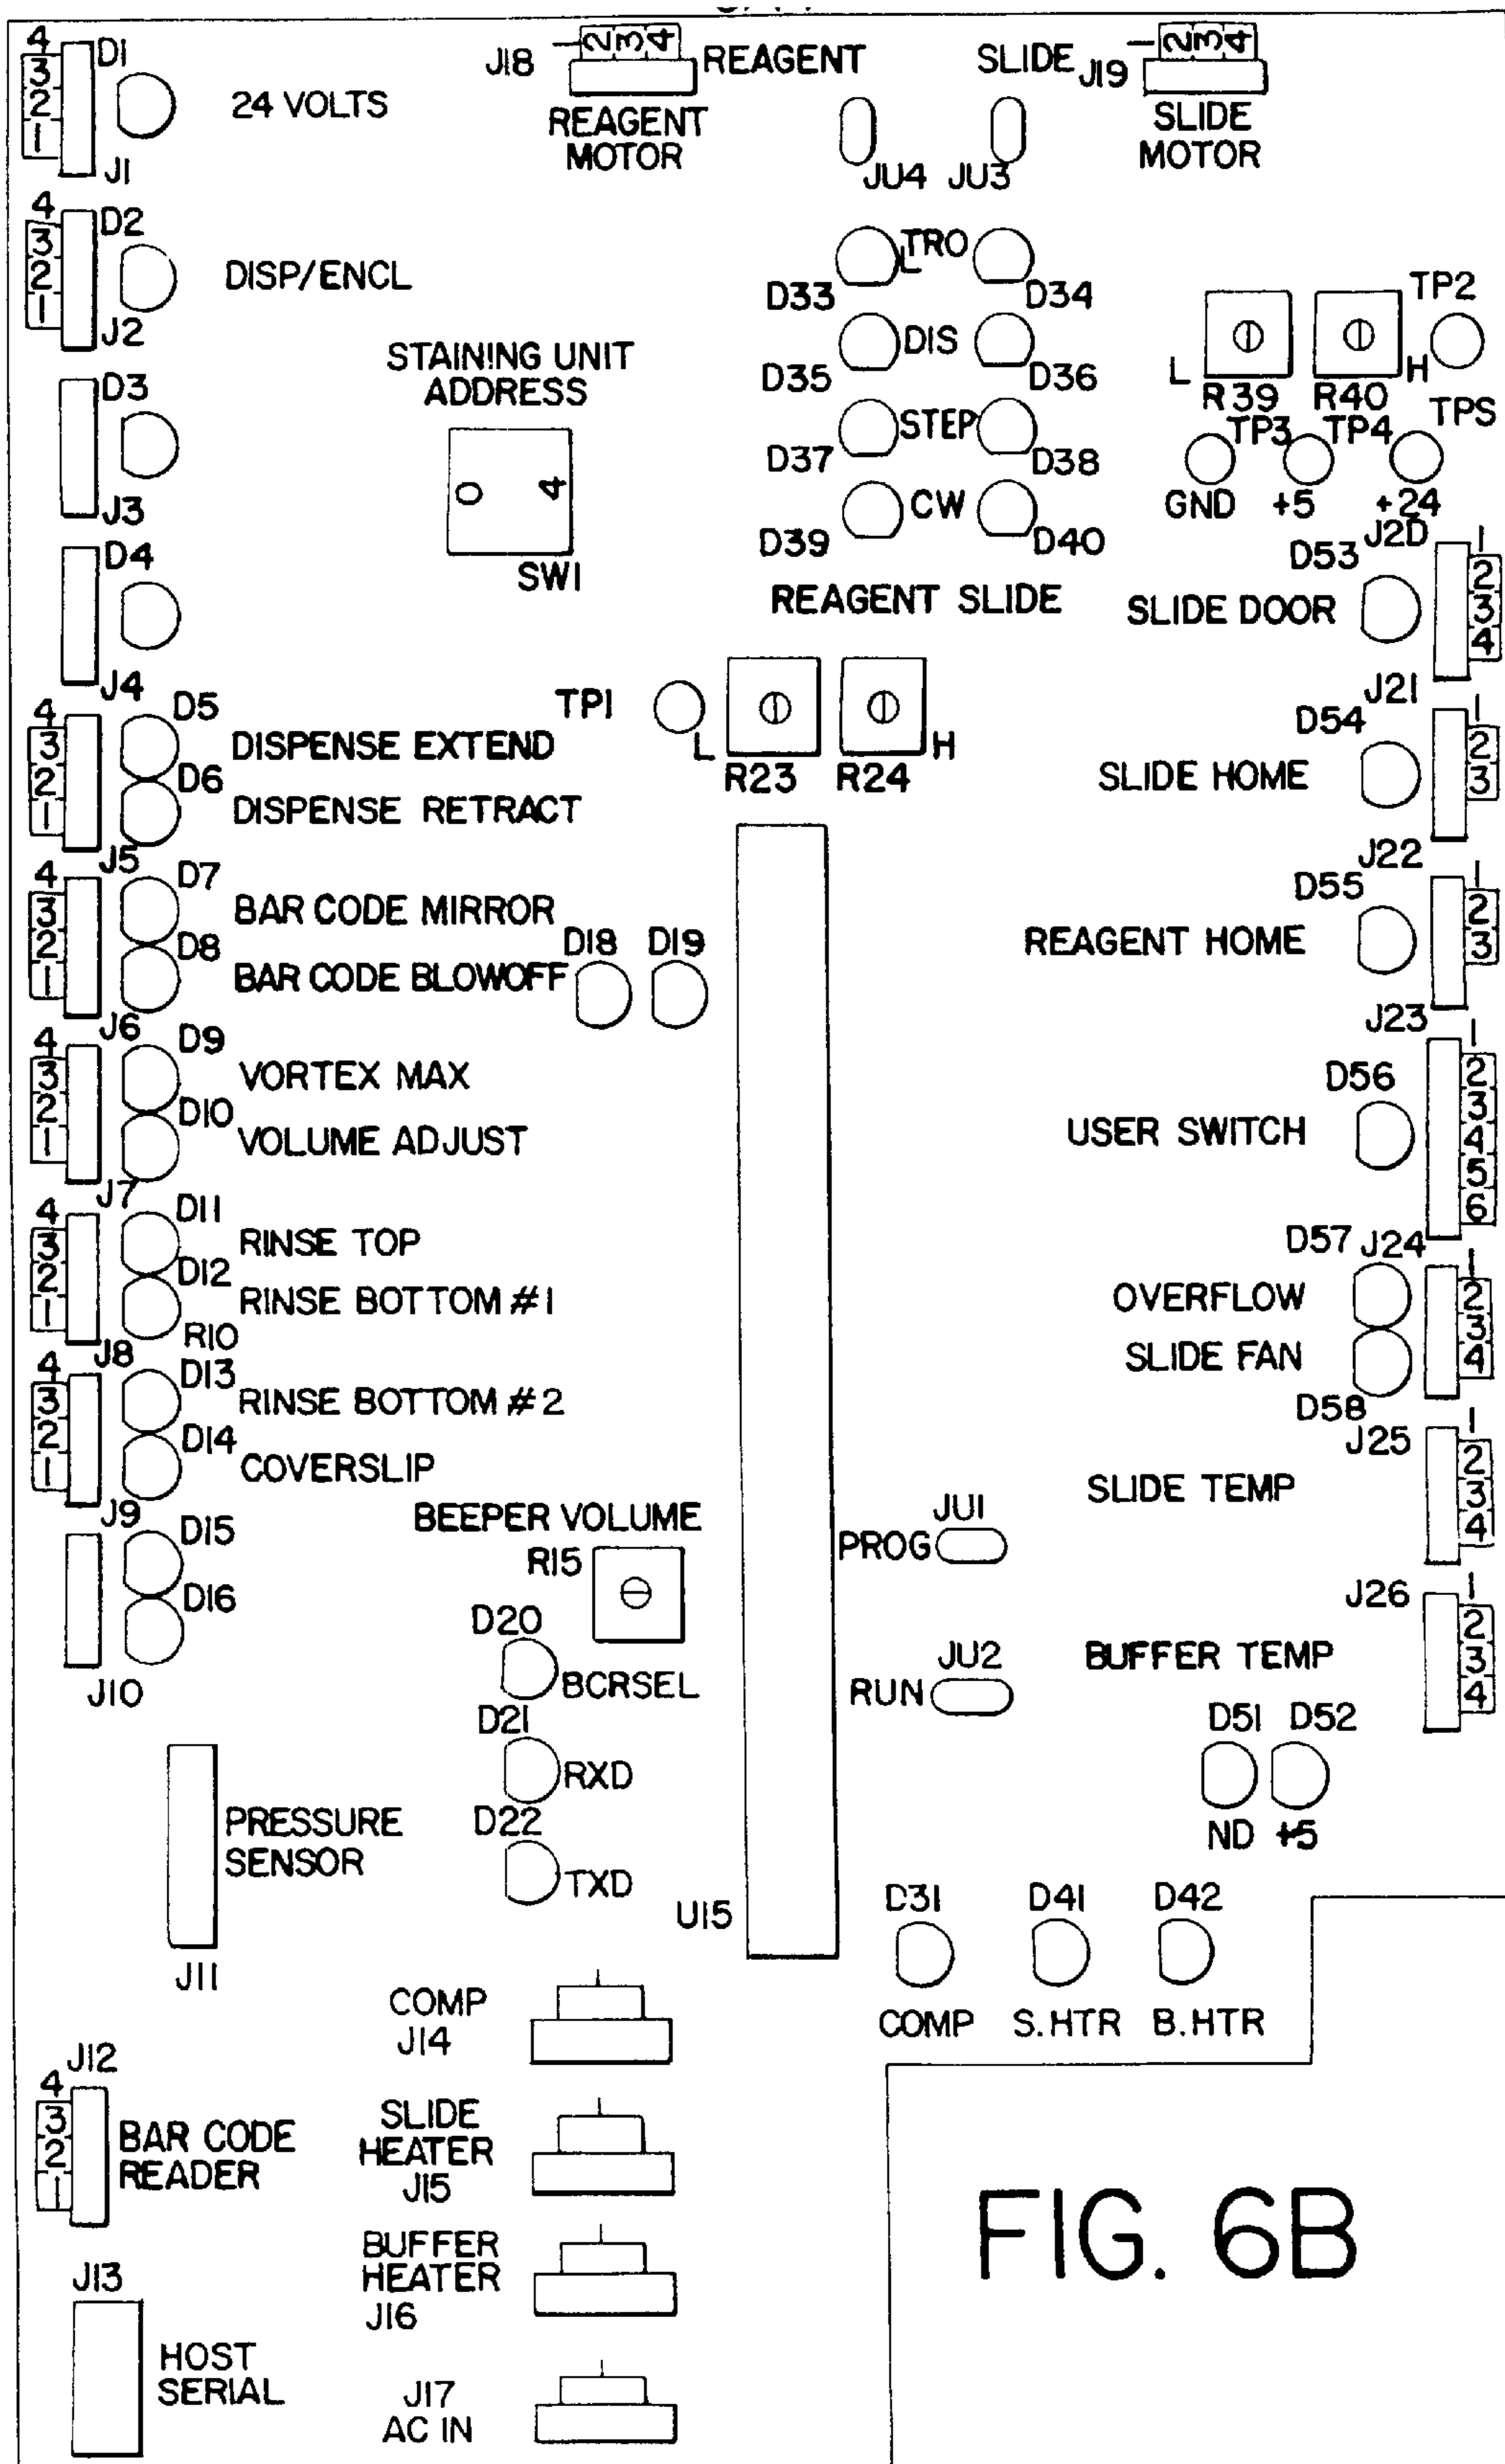 4 3 2 1
D1
24 VOLTS
J1
J18
1 2 3 4
REAGENT
REAGENT
MOTOR
SLIDE
J19
1 2 3 4
SLIDE
MOTOR
JU4 JU3
4 3 2 1
D2
DISP/ENCL
J2
D3
J3
D4
J4
STAINING UNIT
ADDRESS
0 4
SW1
L TRO
D33 D34
DIS
D35 D36
STEP
D37 D38
CW
D39 D40
REAGENT SLIDE
TP2
L H
R39 R40
TP3 TP4 TPS
GND +5 +24
TP1
L H
R23 R24
J2D
D53
SLIDE DOOR
1 2 3 4
J21
D54
SLIDE HOME
1 2 3
J22
D55
REAGENT HOME
1 2 3
J23
D56
USER SWITCH
1 2 3 4 5 6
D57 J24
OVERFLOW
SLIDE FAN
D58
1 2 3 4
J25
SLIDE TEMP
1 2 3 4
J26
BUFFER TEMP
1 2 3 4
D51 D52
ND +5
4 3 2 1
D5
DISPENSE EXTEND
D6
DISPENSE RETRACT
J5
4 3 2 1
D7
BAR CODE MIRROR
D8
BAR CODE BLOWOFF
J6
D18 D19
4 3 2 1
D9
VORTEX MAX
D10
VOLUME ADJUST
J7
4 3 2 1
D11
RINSE TOP
D12
RINSE BOTTOM #1
R10
J8
4 3 2 1
D13
RINSE BOTTOM #2
D14
COVERSLIP
J9
D15
D16
J10
BEEPER VOLUME
R15
D20
BCRSEL
D21
RXD
D22
TXD
U15
JU1
PROG
JU2
RUN
PRESSURE
SENSOR
J11
D31 D41 D42
COMP S.HTR B.HTR
COMP
J14
J12
4 3 2 1
BAR CODE
READER
SLIDE
HEATER
J15
BUFFER
HEATER
J16
J13
HOST
SERIAL
J17
AC IN
FIG. 6B